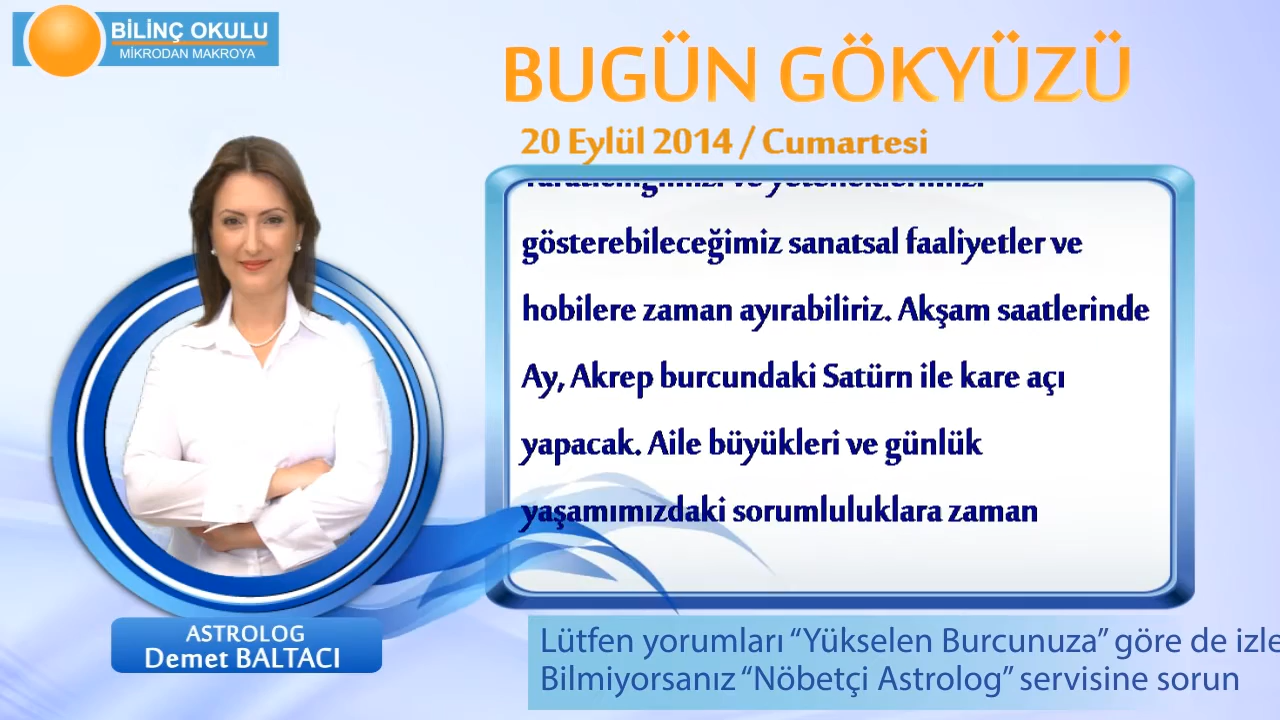 BİLİNÇ OKULU
MİKRODAN MAKROYA
BUGÜN GÖKYÜZÜ
20 Eylül 2014 / Cumartesi
gösterebileceğimiz sanatsal faaliyetler ve
hobilere zaman ayırabiliriz. Akşam saatlerinde
Ay, Akrep burcundaki Satürn ile kare açı
yapacak. Aile büyükleri ve günlük
yaşamımızdaki sorumluluklara zaman
ASTROLOG
Demet BALTACI
Lütfen yorumları “Yükselen Burcunuza” göre de izle
Bilmiyorsanız “Nöbetçi Astrolog” servisine sorun